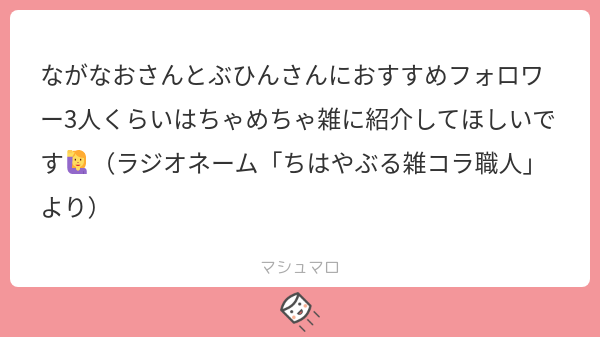 ながなおさんとぶひんさんにおすすめフォロワ
ー3人くらいはちゃめちゃ雑に紹介してほしいで
す🙋‍♀️（ラジオネーム「ちはやぶる雑コラ職人」
より）
マシュマロ